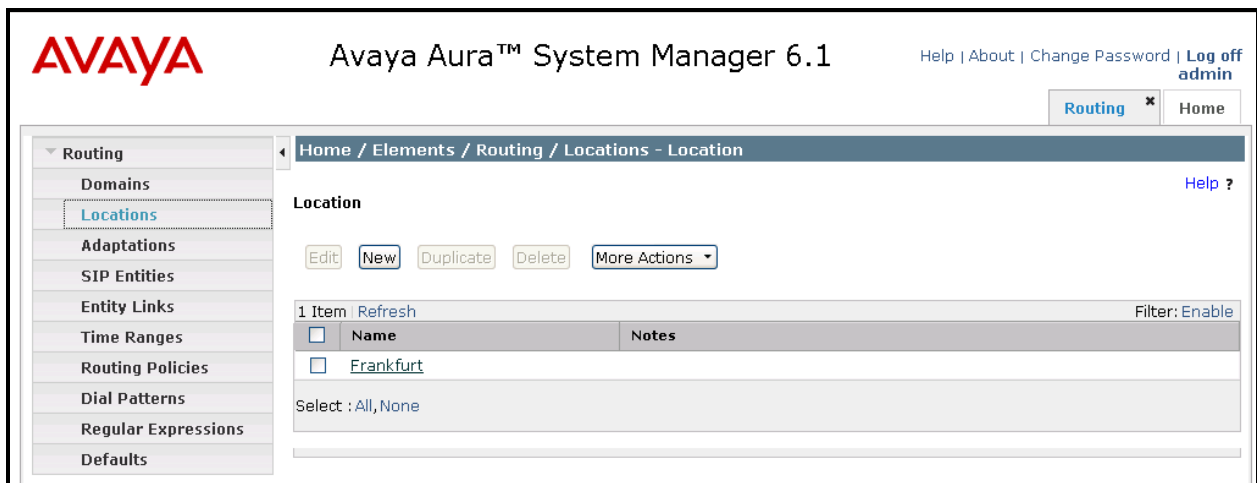 AVAYA
Avaya Aura™ System Manager 6.1
Help | About | Change Password | Log off
admin
Routing ✖ Home
Routing
Domains
Locations
Adaptations
SIP Entities
Entity Links
Time Ranges
Routing Policies
Dial Patterns
Regular Expressions
Defaults
Home / Elements / Routing / Locations - Location
Help ?
Location
Edit New Duplicate Delete More Actions
1 Item | Refresh Filter: Enable
Name Notes
Frankfurt
Select : All, None